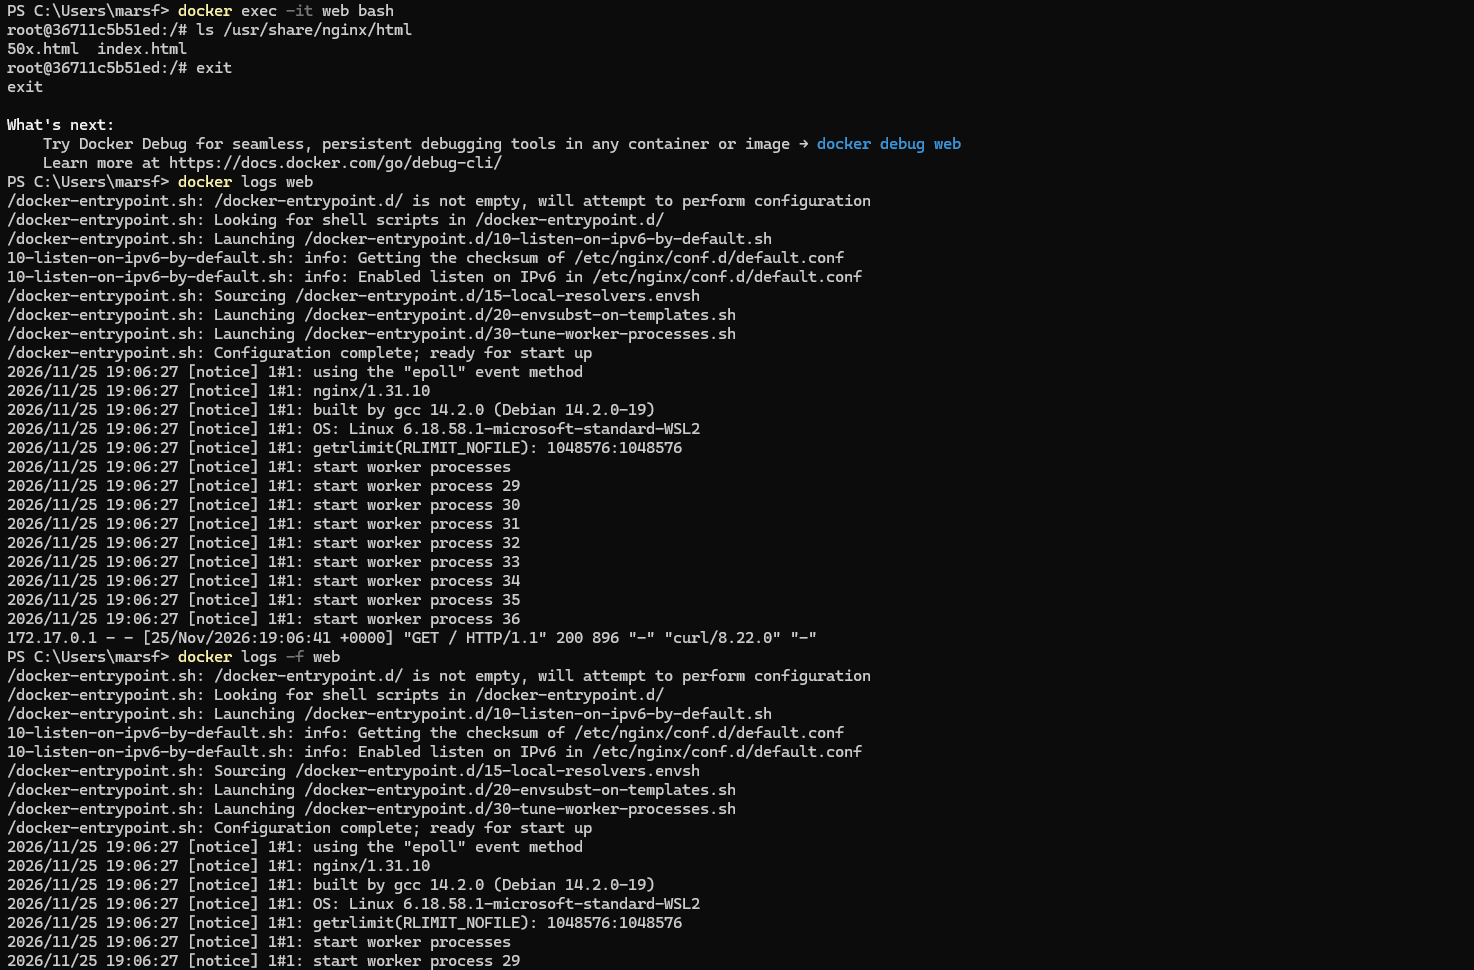 PS C:\Users\marsf> docker exec -it web bash
root@36711c5b51ed:/# ls /usr/share/nginx/html
50x.html  index.html
root@36711c5b51ed:/# exit
exit

What's next:
    Try Docker Debug for seamless, persistent debugging tools in any container or image → docker debug web
    Learn more at https://docs.docker.com/go/debug-cli/
PS C:\Users\marsf> docker logs web
/docker-entrypoint.sh: /docker-entrypoint.d/ is not empty, will attempt to perform configuration
/docker-entrypoint.sh: Looking for shell scripts in /docker-entrypoint.d/
/docker-entrypoint.sh: Launching /docker-entrypoint.d/10-listen-on-ipv6-by-default.sh
10-listen-on-ipv6-by-default.sh: info: Getting the checksum of /etc/nginx/conf.d/default.conf
10-listen-on-ipv6-by-default.sh: info: Enabled listen on IPv6 in /etc/nginx/conf.d/default.conf
/docker-entrypoint.sh: Sourcing /docker-entrypoint.d/15-local-resolvers.envsh
/docker-entrypoint.sh: Launching /docker-entrypoint.d/20-envsubst-on-templates.sh
/docker-entrypoint.sh: Launching /docker-entrypoint.d/30-tune-worker-processes.sh
/docker-entrypoint.sh: Configuration complete; ready for start up
2026/11/25 19:06:27 [notice] 1#1: using the "epoll" event method
2026/11/25 19:06:27 [notice] 1#1: nginx/1.31.10
2026/11/25 19:06:27 [notice] 1#1: built by gcc 14.2.0 (Debian 14.2.0-19)
2026/11/25 19:06:27 [notice] 1#1: OS: Linux 6.18.58.1-microsoft-standard-WSL2
2026/11/25 19:06:27 [notice] 1#1: getrlimit(RLIMIT_NOFILE): 1048576:1048576
2026/11/25 19:06:27 [notice] 1#1: start worker processes
2026/11/25 19:06:27 [notice] 1#1: start worker process 29
2026/11/25 19:06:27 [notice] 1#1: start worker process 30
2026/11/25 19:06:27 [notice] 1#1: start worker process 31
2026/11/25 19:06:27 [notice] 1#1: start worker process 32
2026/11/25 19:06:27 [notice] 1#1: start worker process 33
2026/11/25 19:06:27 [notice] 1#1: start worker process 34
2026/11/25 19:06:27 [notice] 1#1: start worker process 35
2026/11/25 19:06:27 [notice] 1#1: start worker process 36
172.17.0.1 - - [25/Nov/2026:19:06:41 +0000] "GET / HTTP/1.1" 200 896 "-" "curl/8.22.0" "-"
PS C:\Users\marsf> docker logs -f web
/docker-entrypoint.sh: /docker-entrypoint.d/ is not empty, will attempt to perform configuration
/docker-entrypoint.sh: Looking for shell scripts in /docker-entrypoint.d/
/docker-entrypoint.sh: Launching /docker-entrypoint.d/10-listen-on-ipv6-by-default.sh
10-listen-on-ipv6-by-default.sh: info: Getting the checksum of /etc/nginx/conf.d/default.conf
10-listen-on-ipv6-by-default.sh: info: Enabled listen on IPv6 in /etc/nginx/conf.d/default.conf
/docker-entrypoint.sh: Sourcing /docker-entrypoint.d/15-local-resolvers.envsh
/docker-entrypoint.sh: Launching /docker-entrypoint.d/20-envsubst-on-templates.sh
/docker-entrypoint.sh: Launching /docker-entrypoint.d/30-tune-worker-processes.sh
/docker-entrypoint.sh: Configuration complete; ready for start up
2026/11/25 19:06:27 [notice] 1#1: using the "epoll" event method
2026/11/25 19:06:27 [notice] 1#1: nginx/1.31.10
2026/11/25 19:06:27 [notice] 1#1: built by gcc 14.2.0 (Debian 14.2.0-19)
2026/11/25 19:06:27 [notice] 1#1: OS: Linux 6.18.58.1-microsoft-standard-WSL2
2026/11/25 19:06:27 [notice] 1#1: getrlimit(RLIMIT_NOFILE): 1048576:1048576
2026/11/25 19:06:27 [notice] 1#1: start worker processes
2026/11/25 19:06:27 [notice] 1#1: start worker process 29